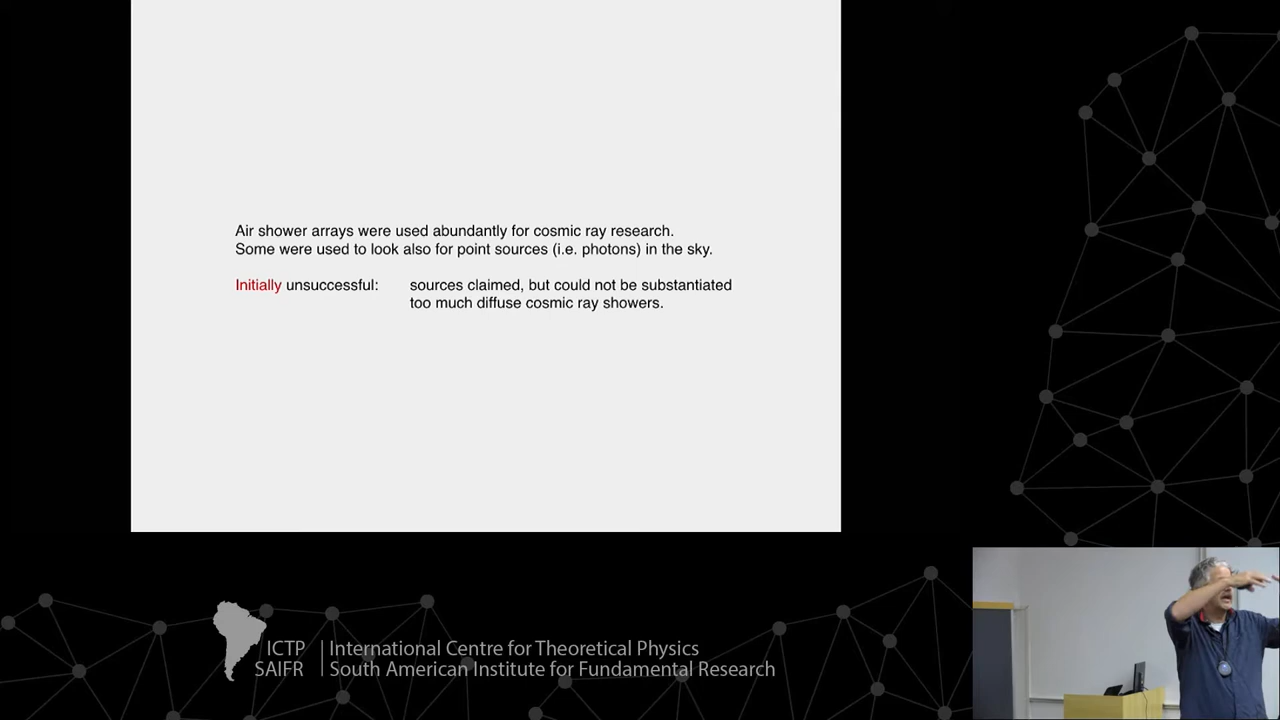 Air shower arrays were used abundantly for cosmic ray research.
Some were used to look also for point sources (i.e. photons) in the sky.
Initially unsuccessful: sources claimed, but could not be substantiated
too much diffuse cosmic ray showers.
ICTP International Centre for Theoretical Physics
SAIFR South American Institute for Fundamental Research